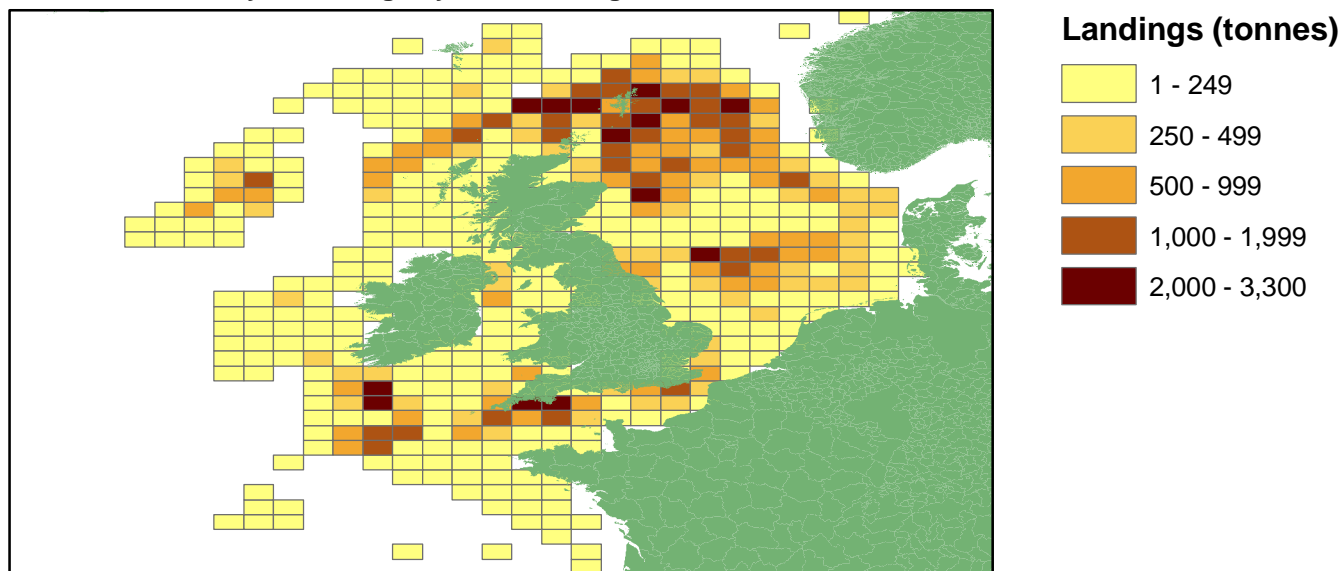 Landings (tonnes)
1 - 249
250 - 499
500 - 999
1,000 - 1,999
2,000 - 3,300